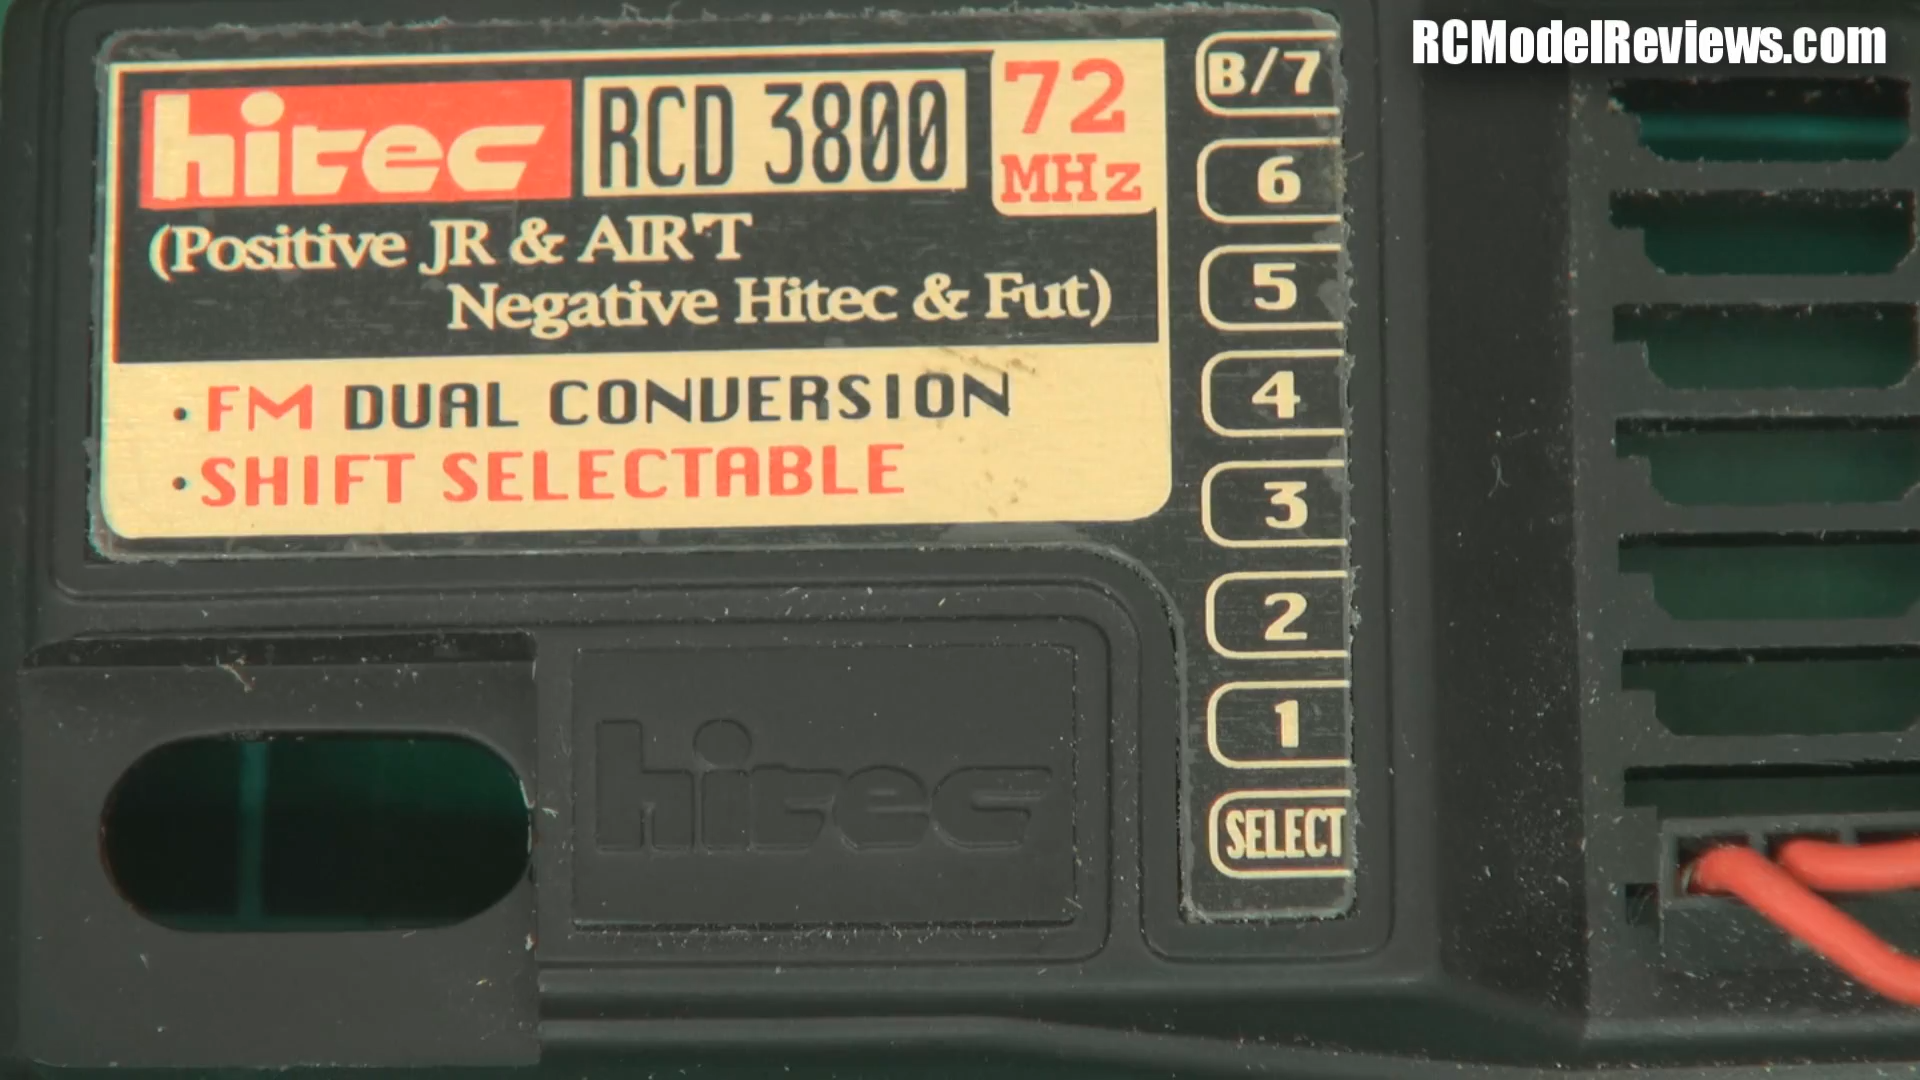 RCModelReviews.com
hitec RCD 3800 72 MHz
(Positive JR & AIR'T
Negative Hitec & Fut)
· FM DUAL CONVERSION
· SHIFT SELECTABLE
B/7
6
5
4
3
2
1
SELECT
hitec